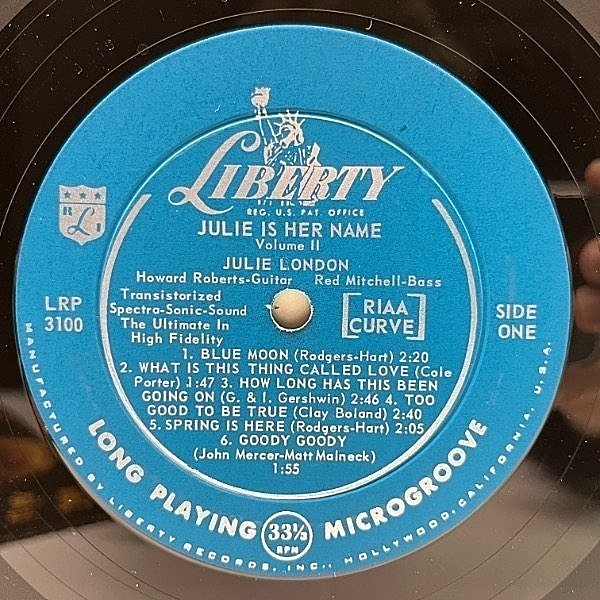 LIBERTY
REG. U.S. PAT. OFFICE
JULIE IS HER NAME
Volume II
JULIE LONDON
Howard Roberts-Guitar Red Mitchell-Bass
R L I
LRP
3100
Transistorized
Spectra-Sonic-Sound
The Ultimate In
High Fidelity
[RIAA
CURVE]
SIDE
ONE
1. BLUE MOON (Rodgers-Hart) 2:20
2. WHAT IS THIS THING CALLED LOVE (Cole
Porter) 1:47 3. HOW LONG HAS THIS BEEN
GOING ON (G. & I. Gershwin) 2:46 4. TOO
GOOD TO BE TRUE (Clay Boland) 2:40
5. SPRING IS HERE (Rodgers-Hart) 2:05
6. GOODY GOODY
(John Mercer-Matt Malneck)
1:55
LONG PLAYING 33⅓ RPM MICROGROOVE
MANUFACTURED BY LIBERTY RECORDS, INC., HOLLYWOOD, CALIFORNIA, U.S.A.